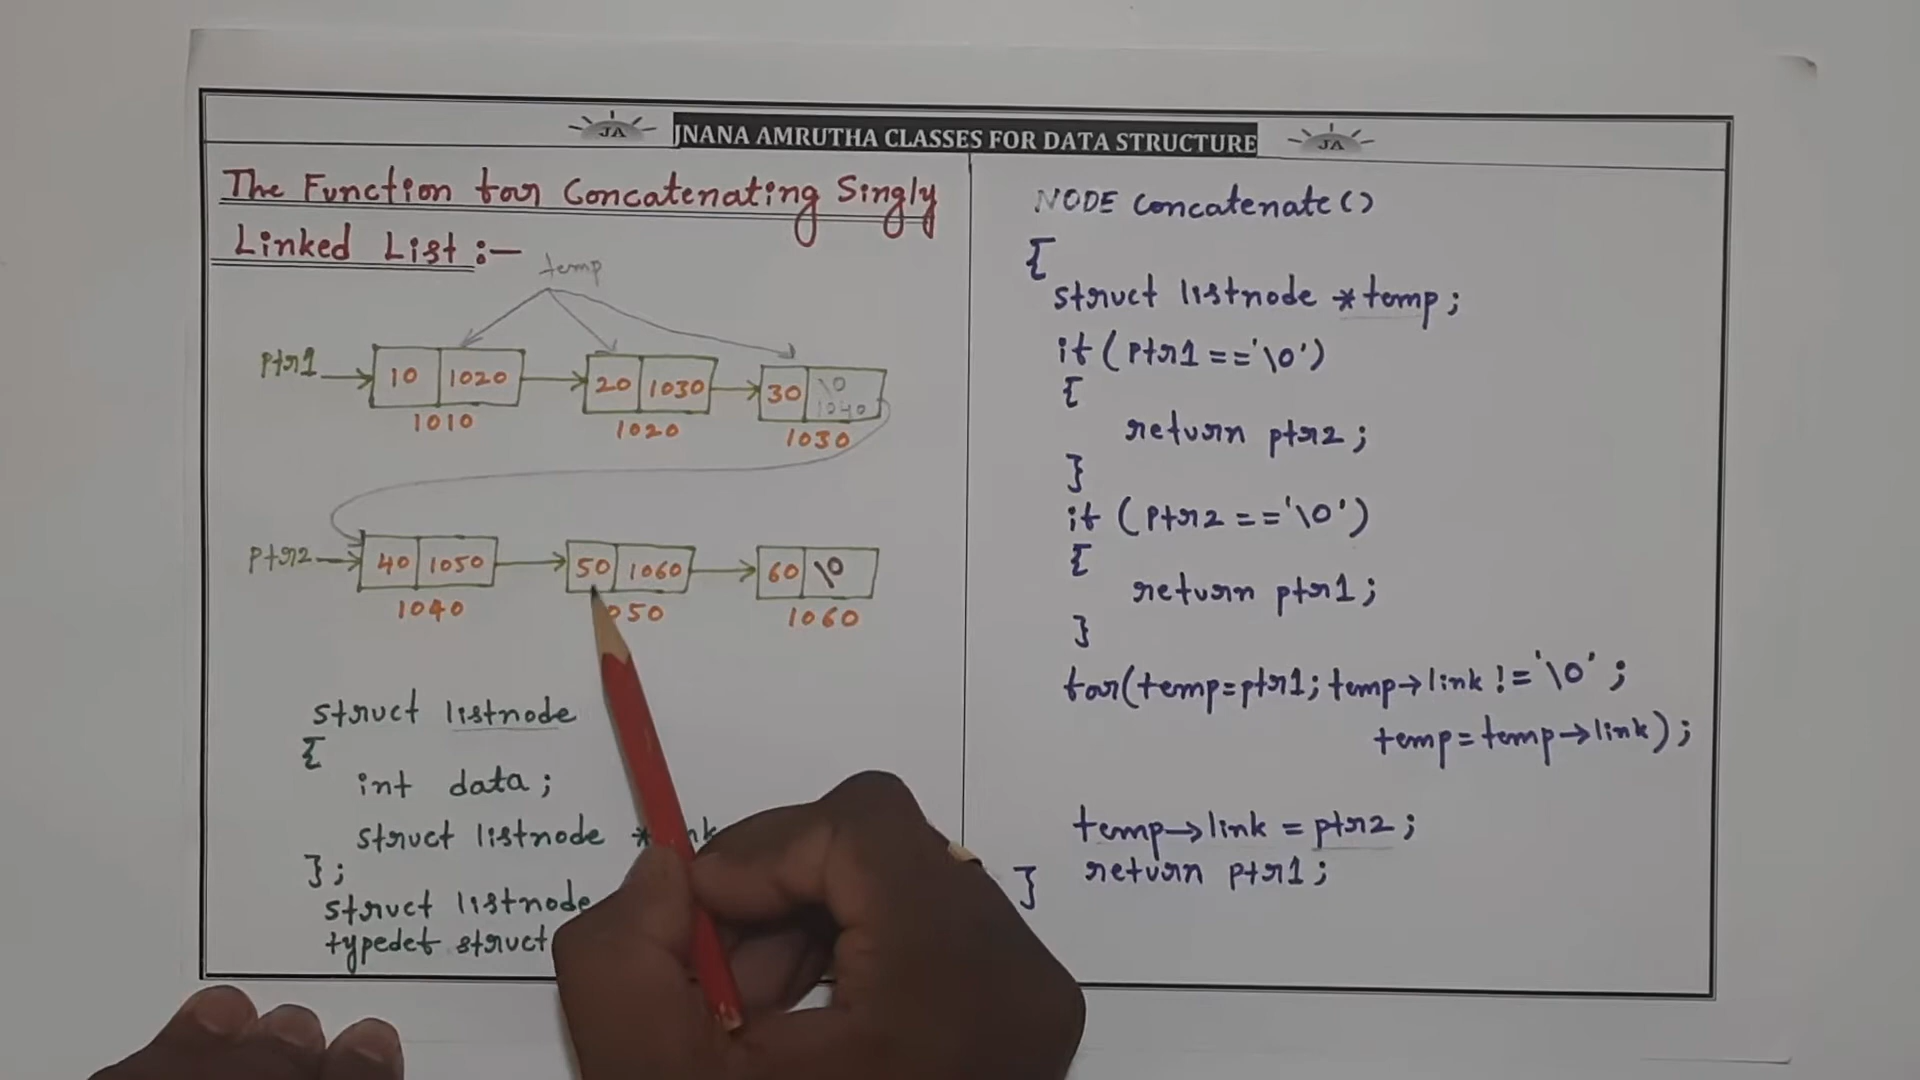 JA JNANA AMRUTHA CLASSES FOR DATA STRUCTURE JA
The Function for Concatenating Singly
Linked List :-
temp
ptr1 10 1020 20 1030 30 \0
1040
1010 1020 1030
ptr2 40 1050 50 1060 60 \0
1040 050 1060
struct listnode
{
int data;
struct listnode *
};
struct listnode
typedef struct
NODE concatenate()
{
struct listnode *temp;
if (ptr1=='\0')
{
return ptr2;
}
if (ptr2=='\0')
{
return ptr1;
}
for(temp=ptr1; temp→link !='\0';
temp=temp→link);
temp→link = ptr2;
return ptr1;
}